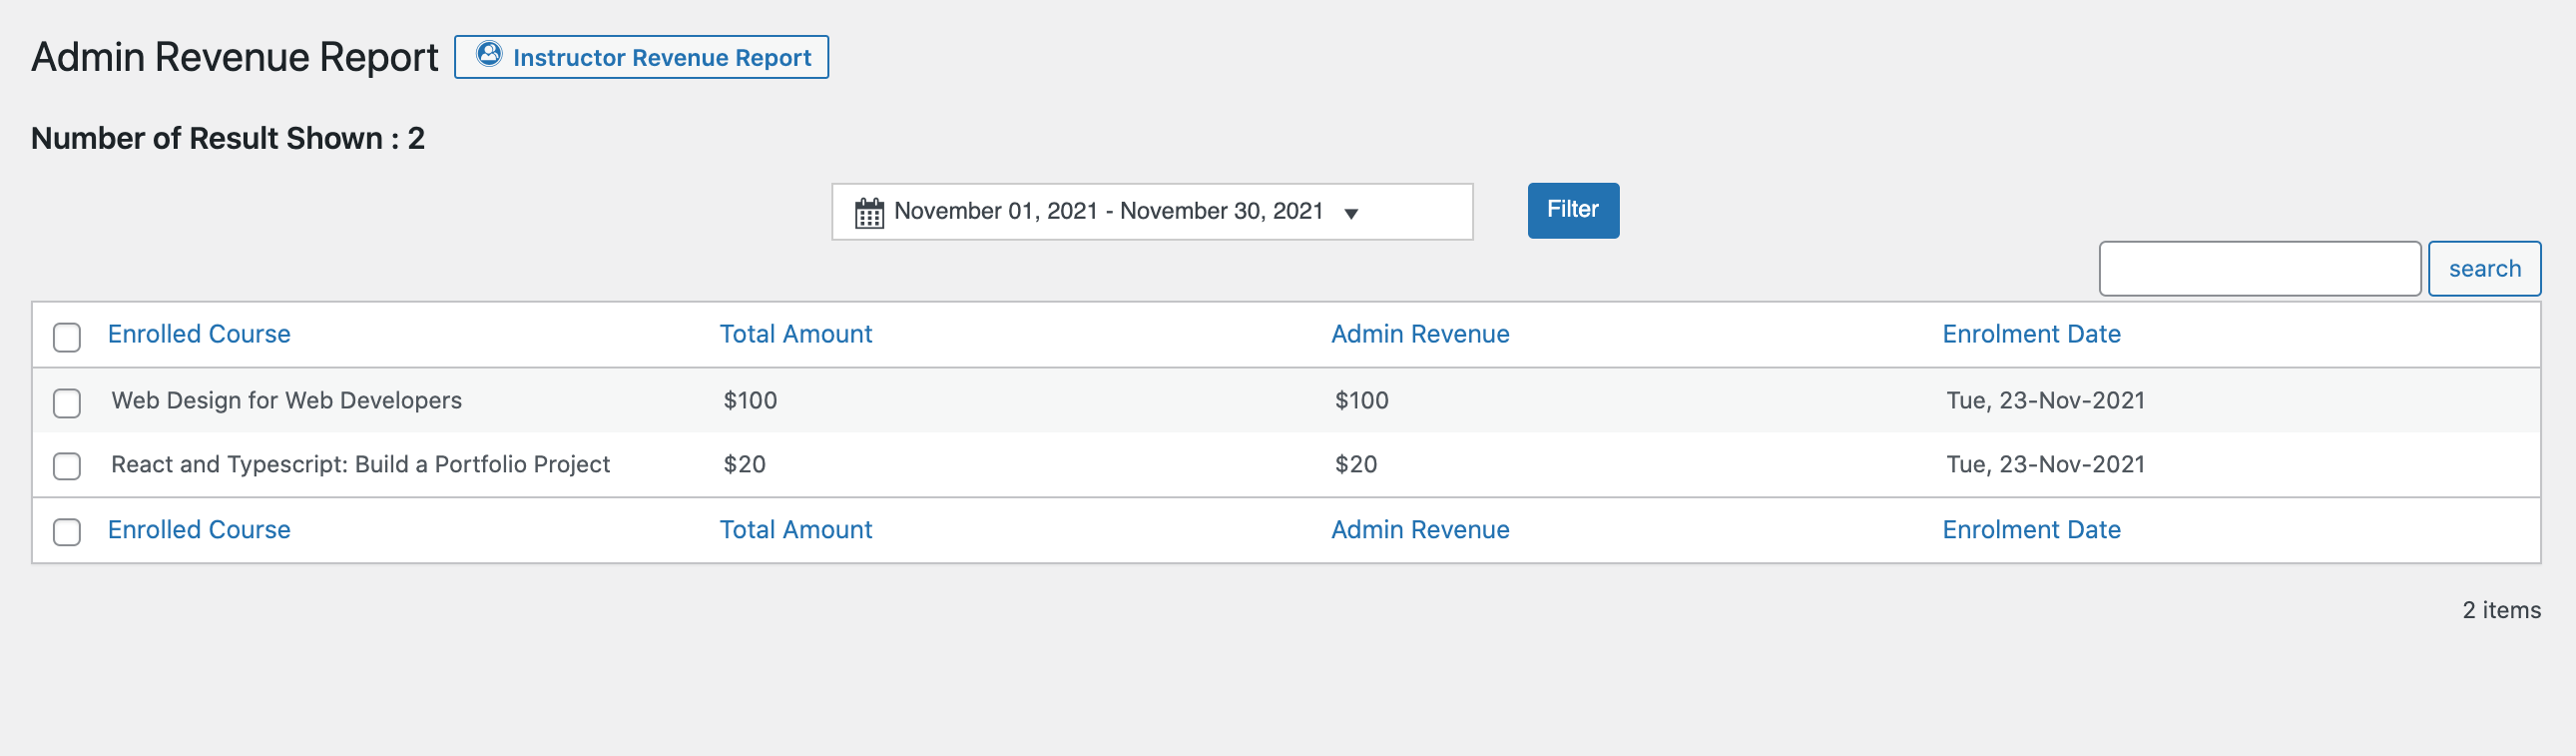 Admin Revenue Report Instructor Revenue Report
Number of Result Shown : 2
November 01, 2021 - November 30, 2021 Filter
search
Enrolled Course Total Amount Admin Revenue Enrolment Date
Web Design for Web Developers $100 $100 Tue, 23-Nov-2021
React and Typescript: Build a Portfolio Project $20 $20 Tue, 23-Nov-2021
Enrolled Course Total Amount Admin Revenue Enrolment Date
2 items